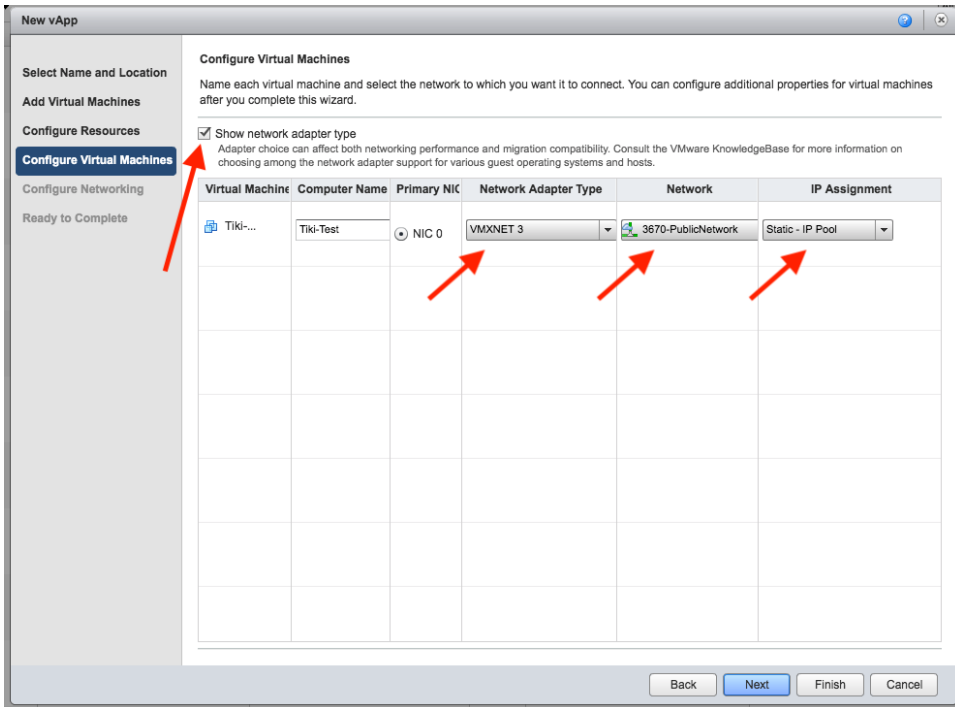 New vApp
Select Name and Location
Add Virtual Machines
Configure Resources
Configure Virtual Machines
Configure Networking
Ready to Complete
Configure Virtual Machines
Name each virtual machine and select the network to which you want it to connect. You can configure additional properties for virtual machines
after you complete this wizard.
Show network adapter type
Adapter choice can affect both networking performance and migration compatibility. Consult the VMware KnowledgeBase for more information on
choosing among the network adapter support for various guest operating systems and hosts.
Virtual Machine Computer Name Primary NIC Network Adapter Type Network IP Assignment
Tiki-... Tiki-Test NIC 0 VMXNET 3 3670-PublicNetwork Static - IP Pool
Back Next Finish Cancel